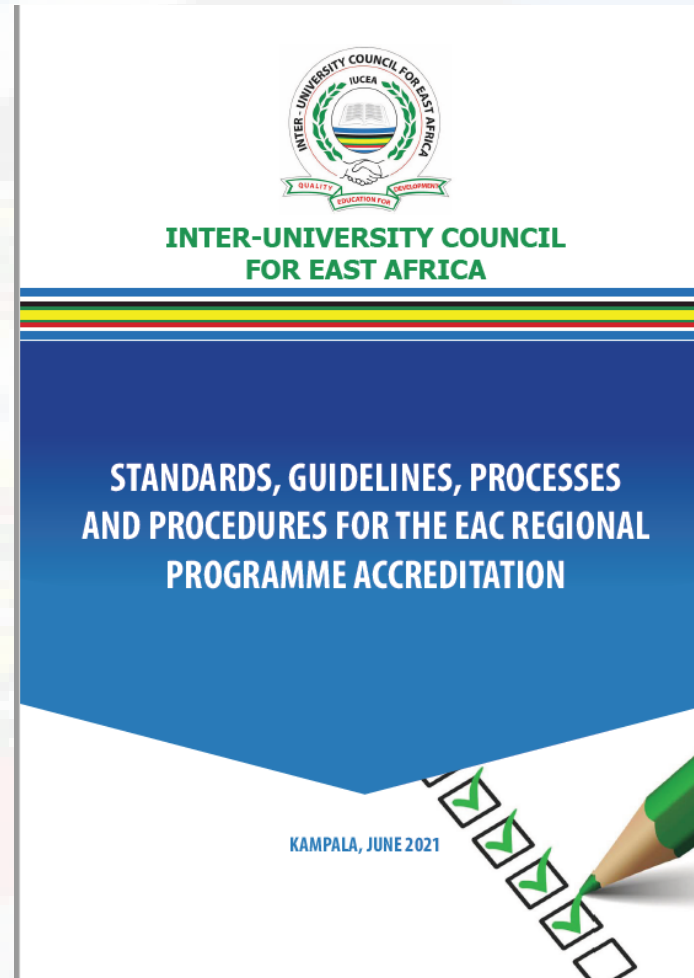 INTER - UNIVERSITY COUNCIL FOR EAST AFRICA
IUCEA
QUALITY
EDUCATION FOR
DEVELOPMENT
INTER-UNIVERSITY COUNCIL
FOR EAST AFRICA
STANDARDS, GUIDELINES, PROCESSES
AND PROCEDURES FOR THE EAC REGIONAL
PROGRAMME ACCREDITATION
KAMPALA, JUNE 2021